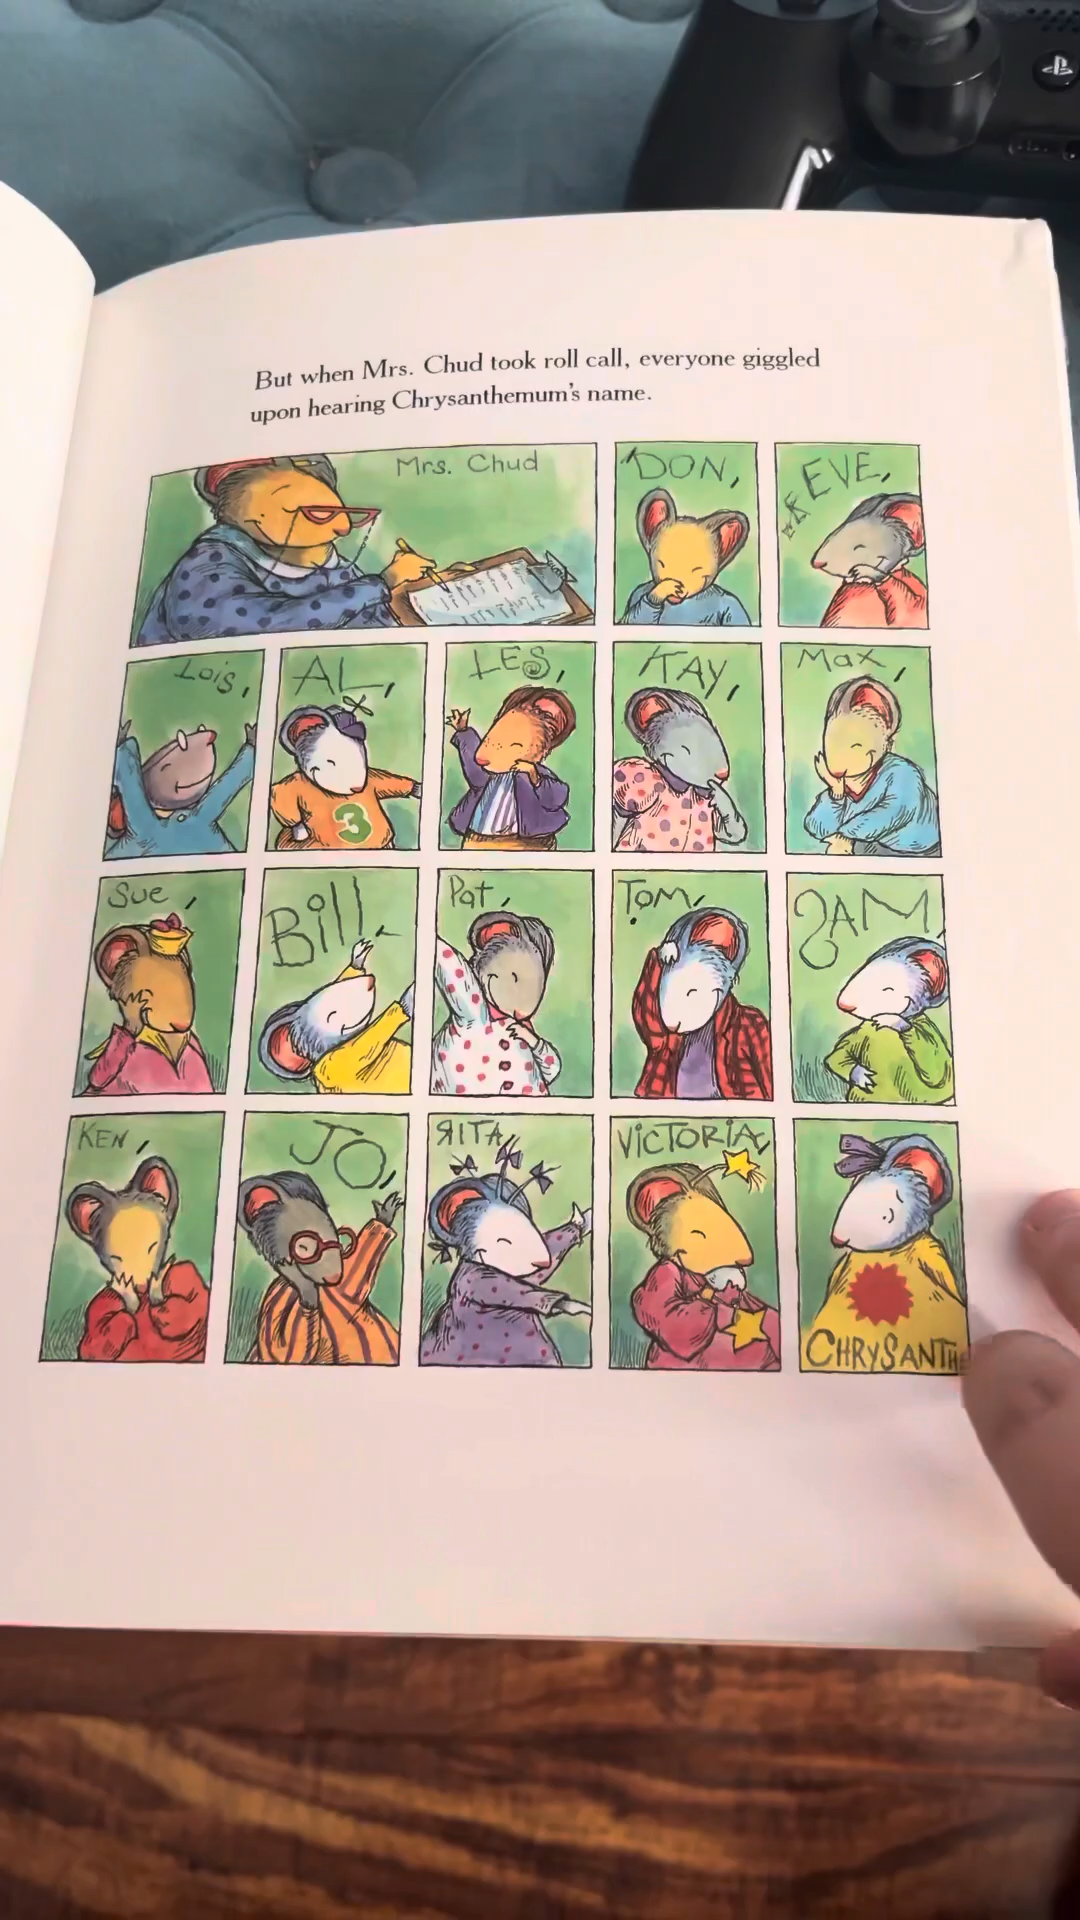 But when Mrs. Chud took roll call, everyone giggled
upon hearing Chrysanthemum's name.
Mrs. Chud
DON,
EVE,
Lois,
AL,
LES,
KAY,
Max,
Sue,
Bill,
Pat,
TOM,
SAM,
KEN,
JO,
RITA,
VICTORIA,
CHRYSANTH
3